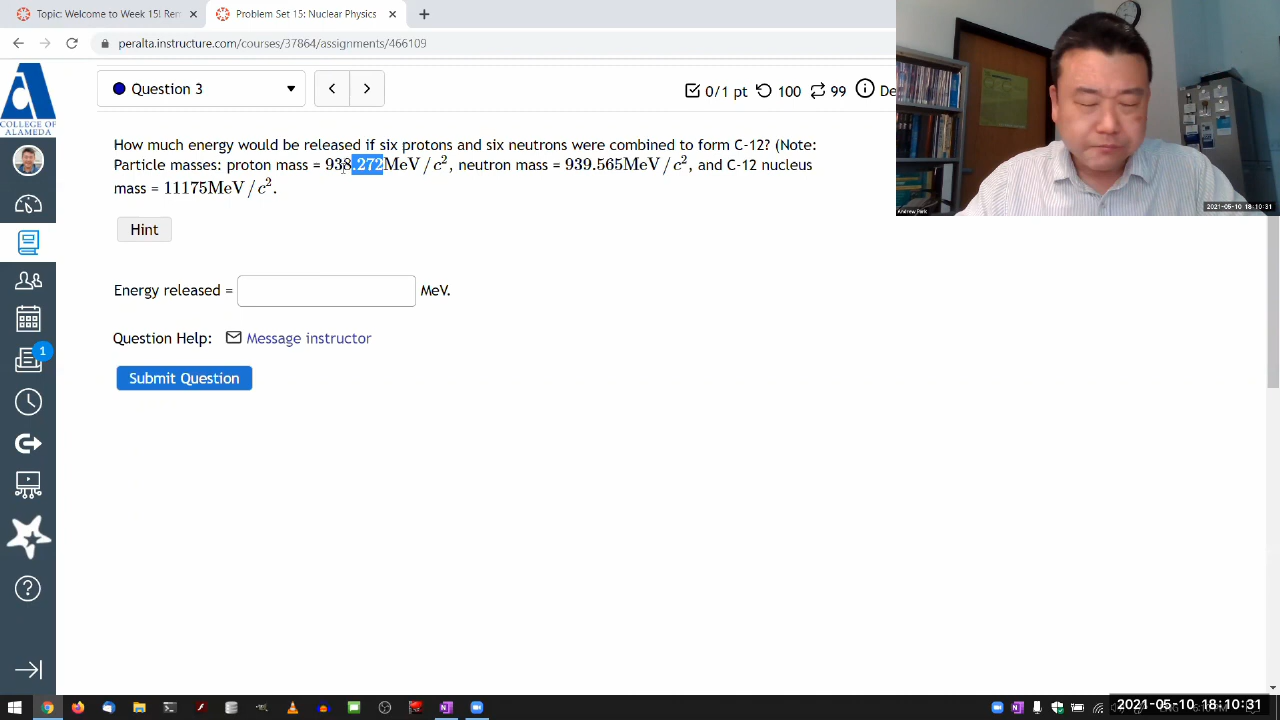 Topic: Welcome to Week 15! Rem
Problem Set 15: Nuclear Physics
peralta.instructure.com/courses/37864/assignments/466109
COLLEGE OF
ALAMEDA
1
Question 3
0/1 pt 100 99 De
How much energy would be released if six protons and six neutrons were combined to form C-12? (Note:
Particle masses: proton mass = 938.272MeV/c², neutron mass = 939.565MeV/c², and C-12 nucleus
mass = 11175MeV/c².
Hint
Energy released = MeV.
Question Help: Message instructor
Submit Question
Andrew Park
2021-05-10 18:10:31
2021-05-10 18:10:31